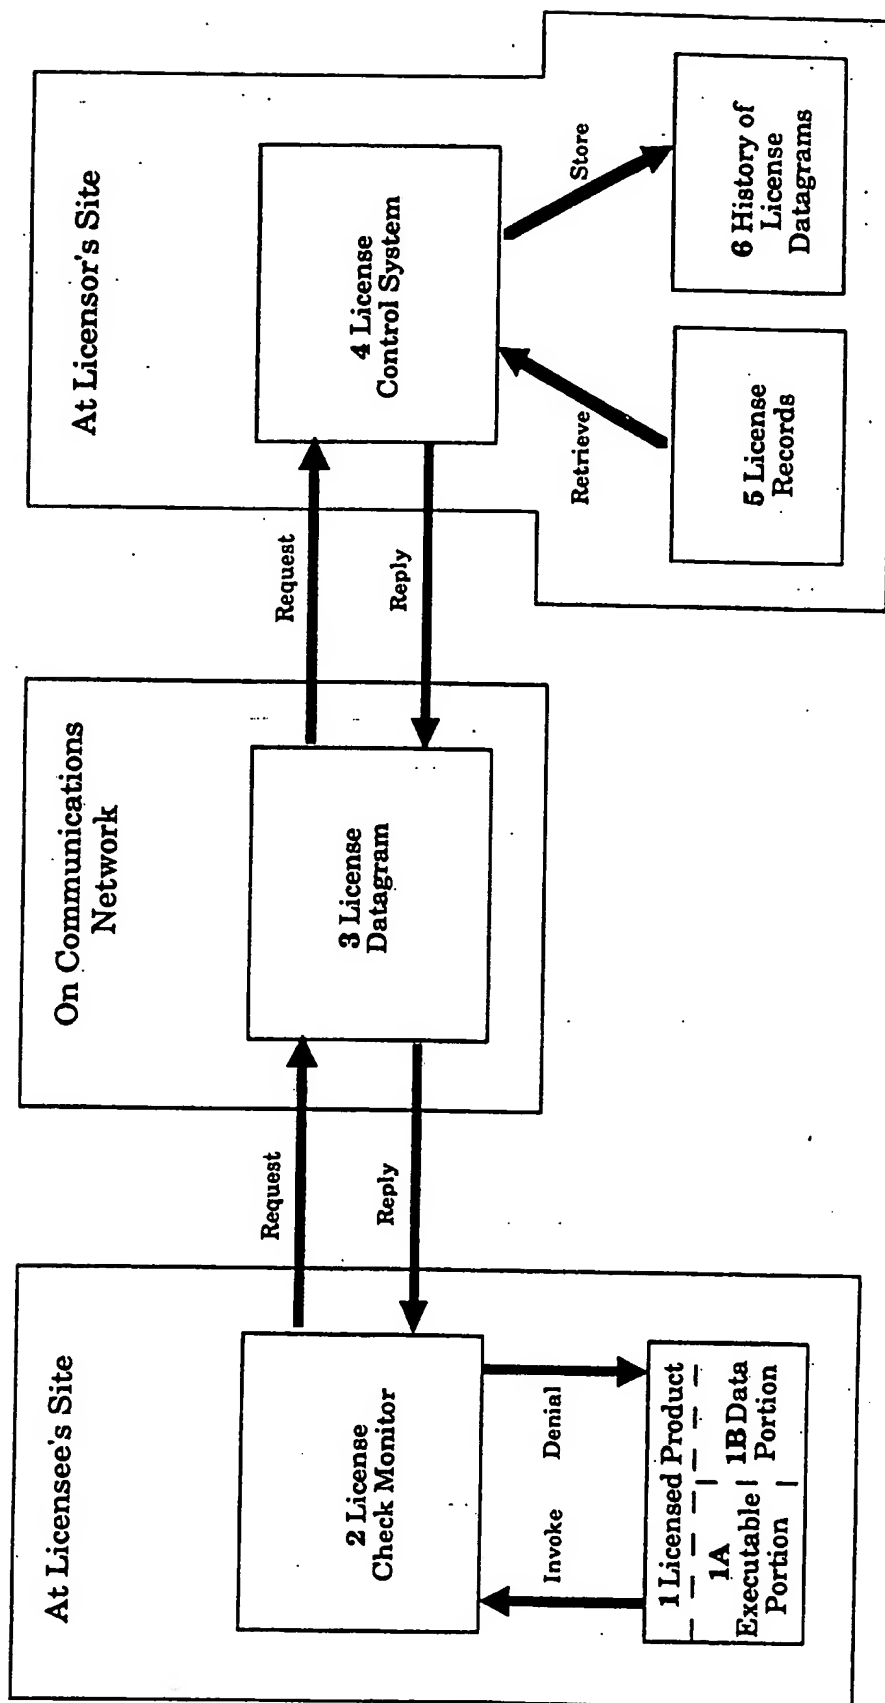 At Licensee's Site
2 License
Check Monitor
Invoke
Denial
1 Licensed Product
1A
Executable
Portion
1B Data
Portion
Request
Reply
On Communications
Network
3 License
Datagram
Request
Reply
At Licensor's Site
4 License
Control System
Retrieve
Store
5 License
Records
6 History of
License
Datagrams